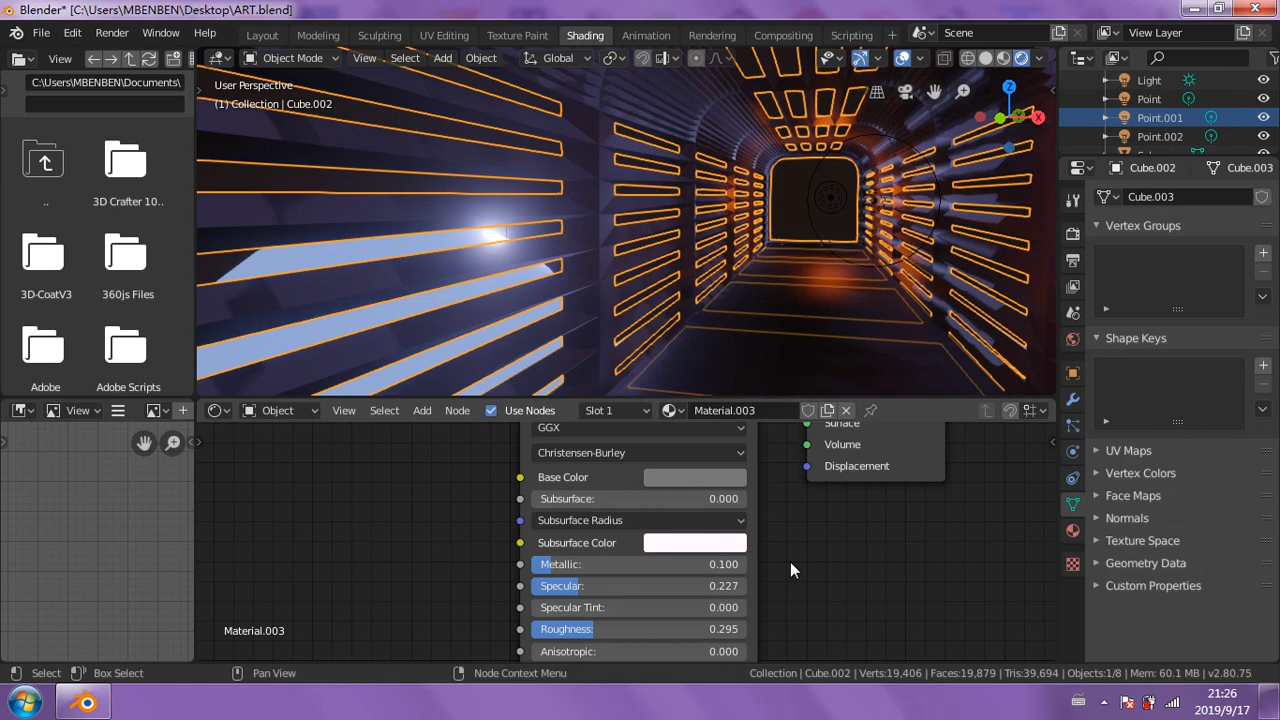 Blender* [C:\Users\MBENBEN\Desktop\ART.blend]
File Edit Render Window Help
Layout Modeling Sculpting UV Editing Texture Paint Shading Animation Rendering Compositing Scripting
Scene
View Layer
View
C:\Users\MBENBEN\Documents\
..
3D Crafter 10...
3D-CoatV3
360js Files
Adobe
Adobe Scripts
Object Mode View Select Add Object Global
User Perspective
(1) Collection | Cube.002
Z
X
Light
Point
Point.001
Point.002
Cube.002 Cube.003
Cube.003
Vertex Groups
Shape Keys
UV Maps
Vertex Colors
Face Maps
Normals
Texture Space
Geometry Data
Custom Properties
View
Object View Select Add Node Use Nodes Slot 1 Material.003
GGX
Christensen-Burley
Base Color
Subsurface: 0.000
Subsurface Radius
Subsurface Color
Metallic: 0.100
Specular: 0.227
Specular Tint: 0.000
Roughness: 0.295
Anisotropic: 0.000
Surface
Volume
Displacement
Material.003
Select Box Select Pan View Node Context Menu
Collection | Cube.002 | Verts:19,406 | Faces:19,879 | Tris:39,694 | Objects:1/8 | Mem: 60.1 MB | v2.80.75
21:26
2019/9/17